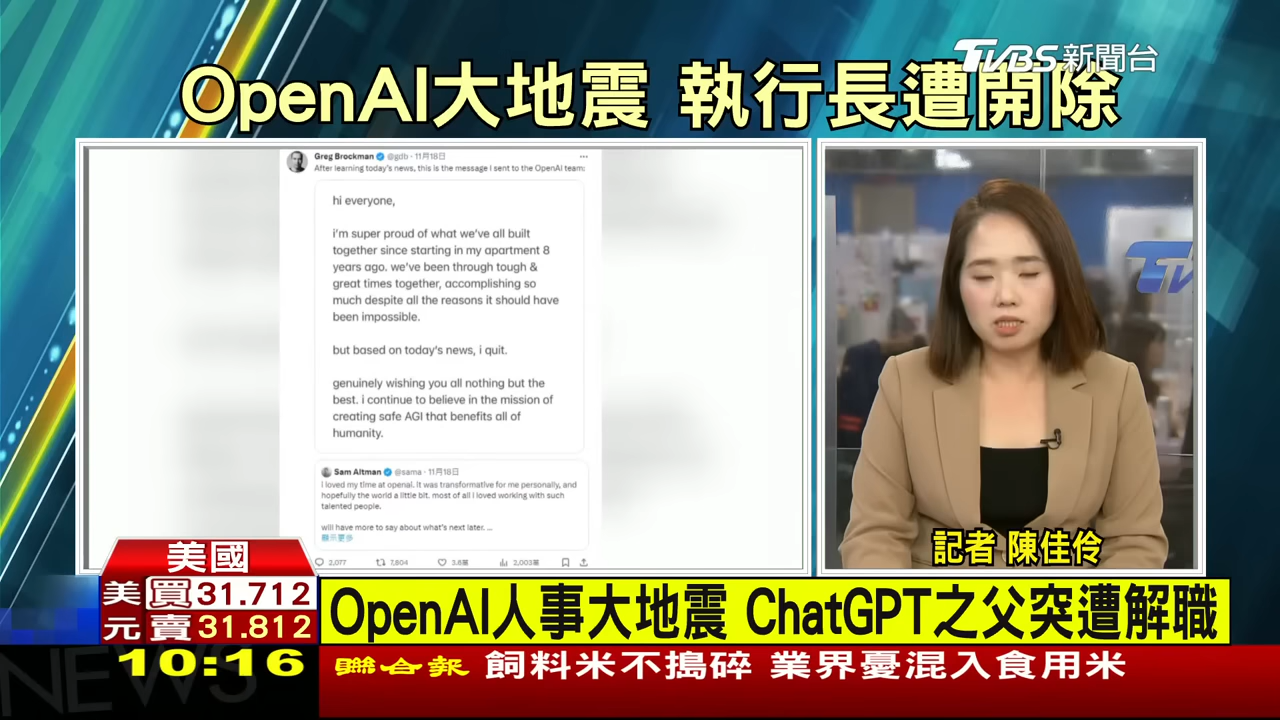 TVBS新聞台
OpenAI大地震 執行長遭開除
Greg Brockman @gdb · 11月18日
After learning today's news, this is the message I sent to the OpenAI team:
hi everyone,
i'm super proud of what we've all built
together since starting in my apartment 8
years ago. we've been through tough &
great times together, accomplishing so
much despite all the reasons it should have
been impossible.
but based on today's news, i quit.
genuinely wishing you all nothing but the
best. i continue to believe in the mission of
creating safe AGI that benefits all of
humanity.
Sam Altman @sama · 11月18日
i loved my time at openai. it was transformative for me personally, and
hopefully the world a little bit. most of all i loved working with such
talented people.
will have more to say about what's next later. ...
顯示更多
2,077 7,604 3.8萬 2,003萬
TV
記者 陳佳伶
美國
美元 買 31.712
賣 31.812
OpenAI人事大地震 ChatGPT之父突遭解職
10:16
聯合報 飼料米不搗碎 業界憂混入食用米
NEWS